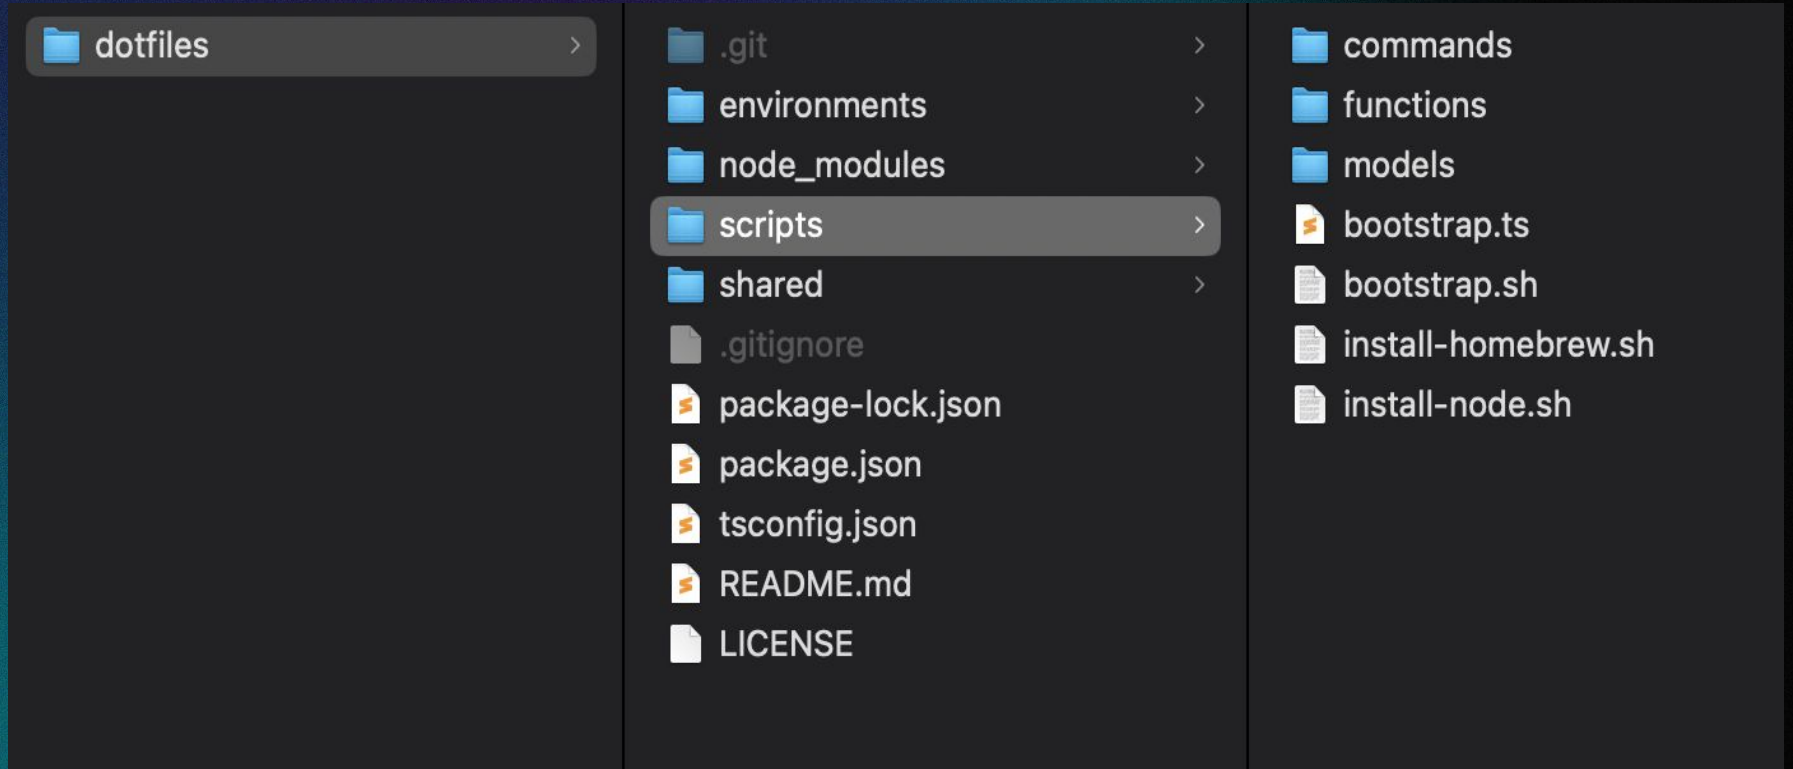 dotfiles
.git
environments
node_modules
scripts
shared
.gitignore
package-lock.json
package.json
tsconfig.json
README.md
LICENSE
commands
functions
models
bootstrap.ts
bootstrap.sh
install-homebrew.sh
install-node.sh